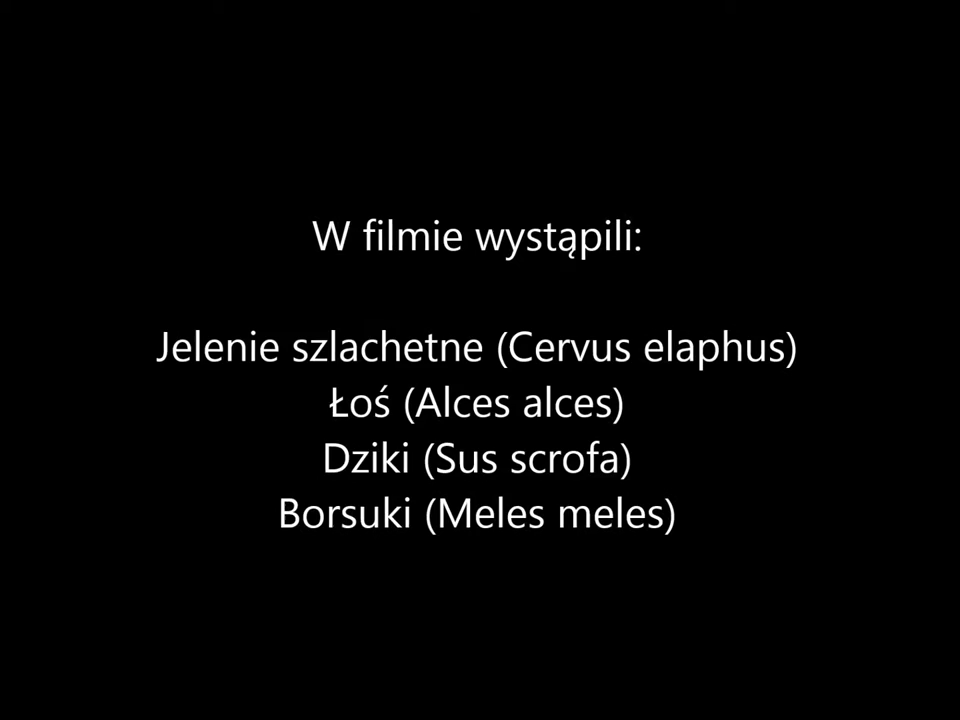 W filmie wystąpili:
Jelenie szlachetne (Cervus elaphus)
Łoś (Alces alces)
Dziki (Sus scrofa)
Borsuki (Meles meles)